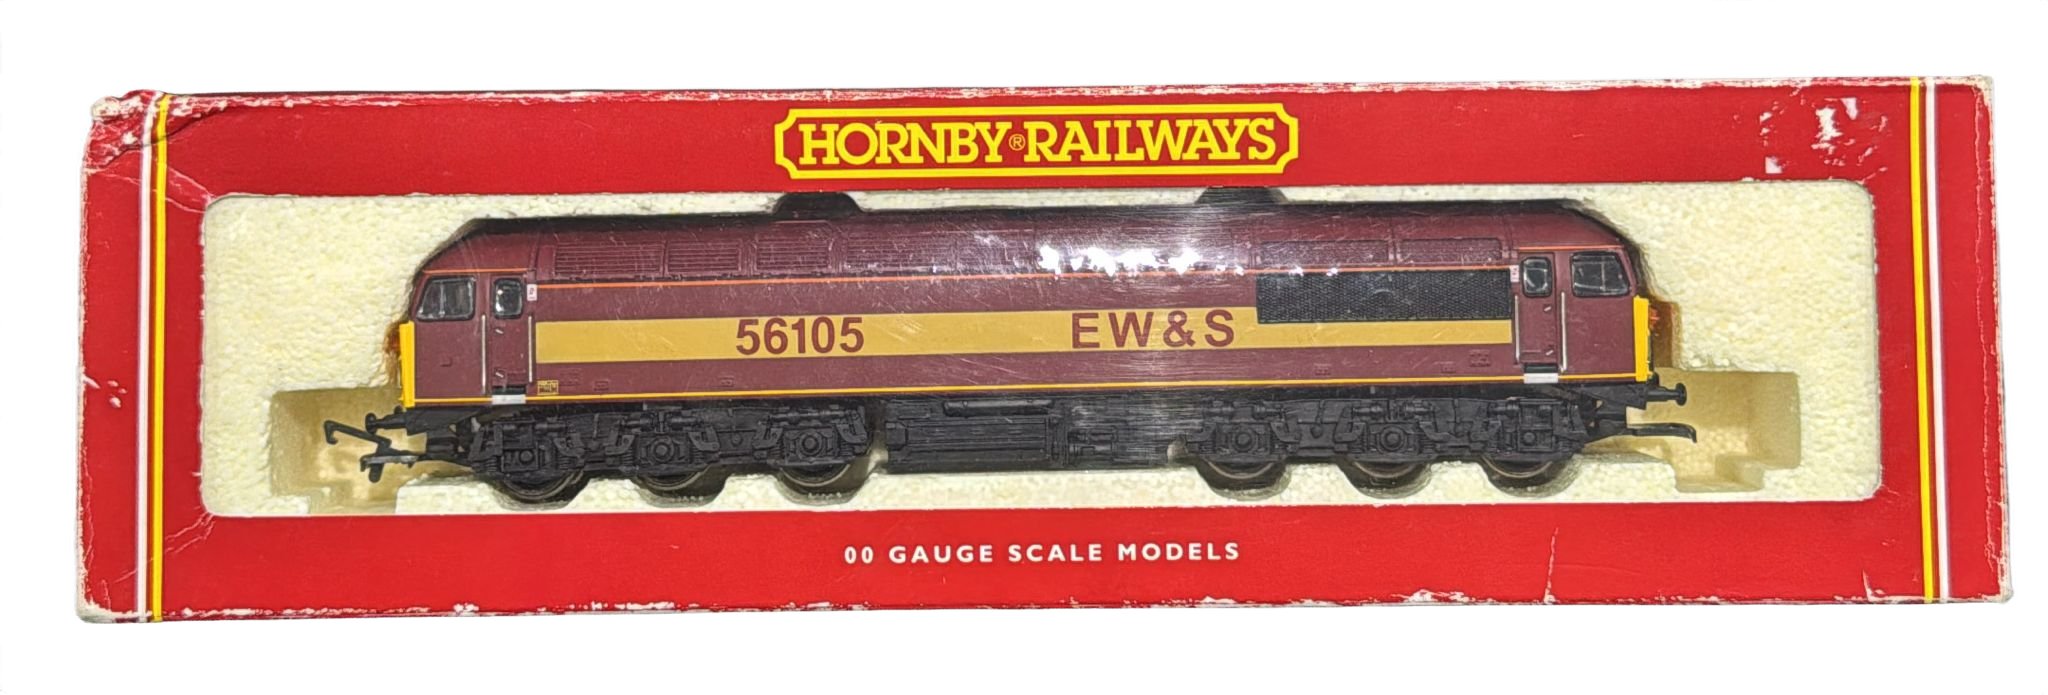 HORNBY® RAILWAYS
56105 EW&S
00 GAUGE SCALE MODELS